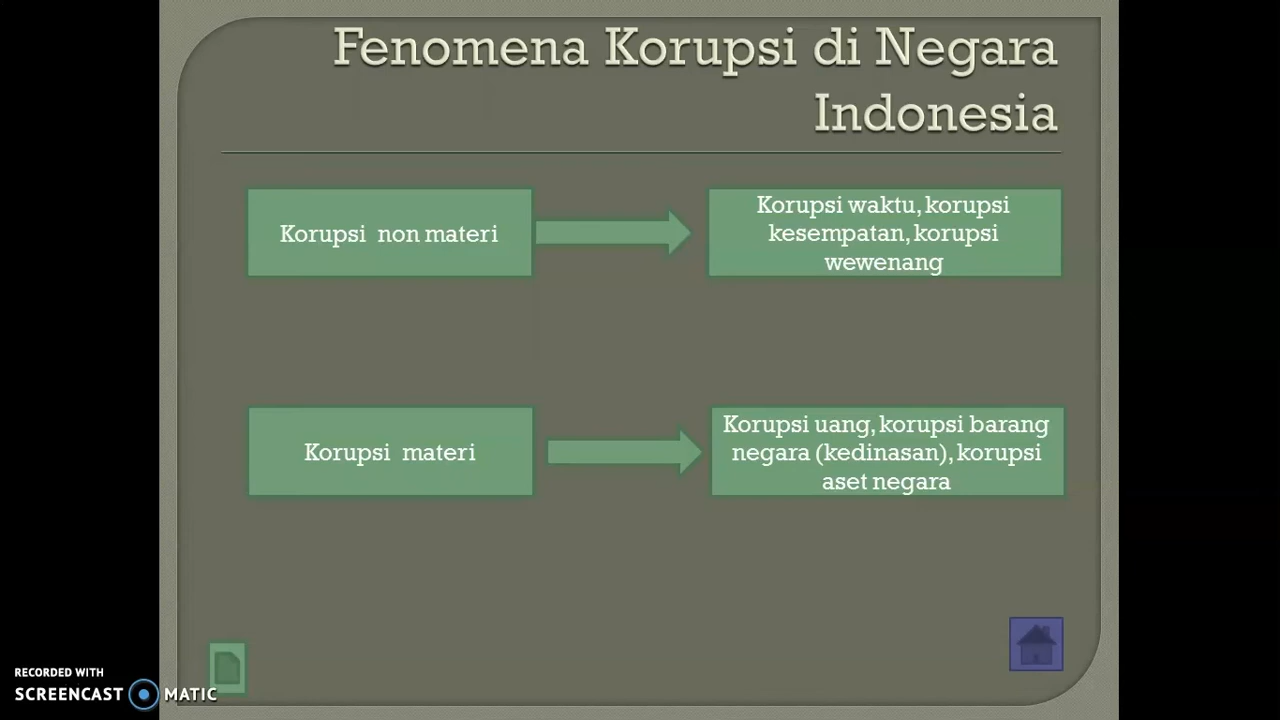 Fenomena Korupsi di Negara
Indonesia
Korupsi non materi
Korupsi waktu, korupsi
kesempatan, korupsi
wewenang
Korupsi materi
Korupsi uang, korupsi barang
negara (kedinasan), korupsi
aset negara
RECORDED WITH
SCREENCAST MATIC